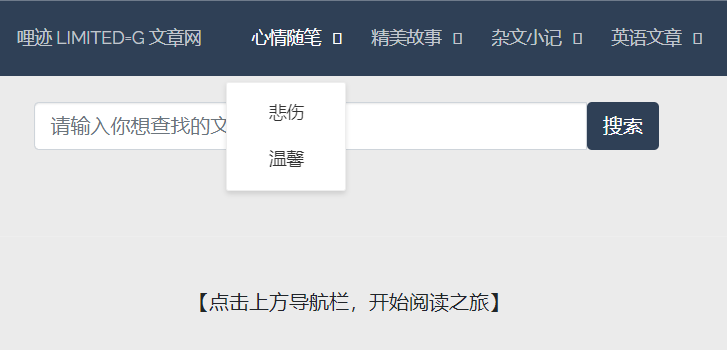 哩迹 LIMITED=G 文章网 心情随笔 精美故事 杂文小记 英语文章
请输入你想查找的文 搜索
悲伤
温馨
【点击上方导航栏，开始阅读之旅】